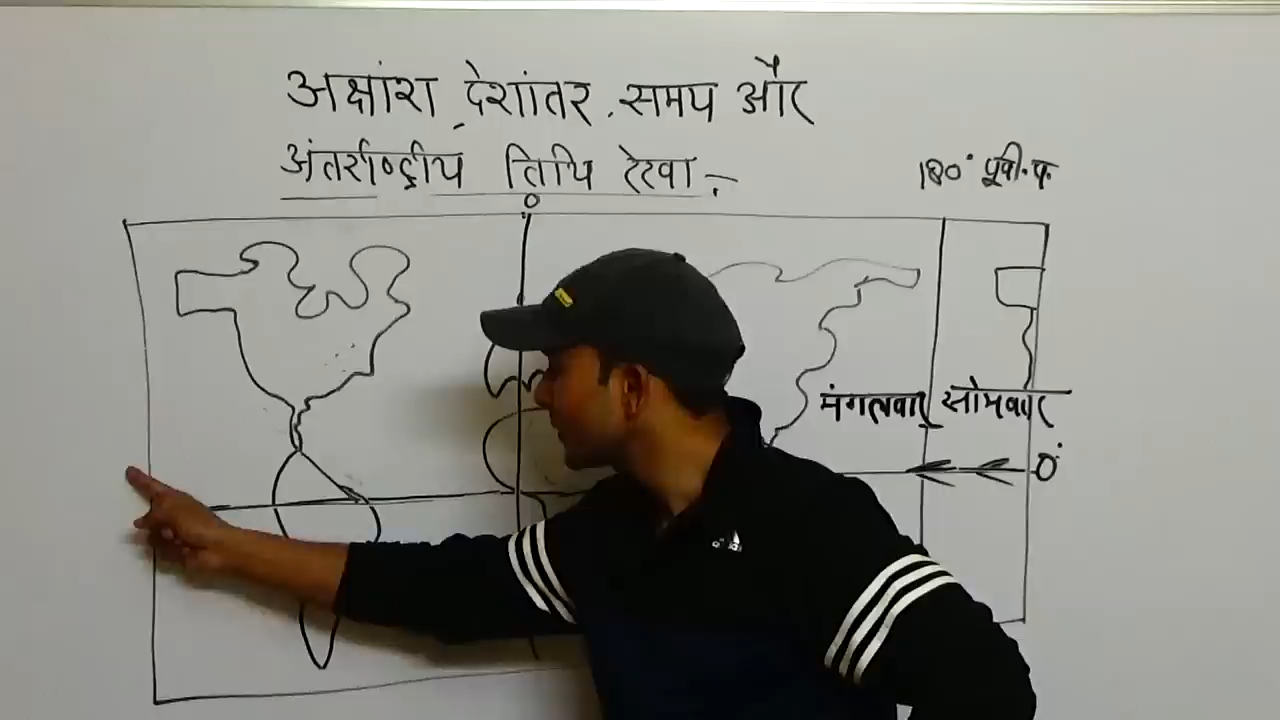 अक्षांश, देशांतर, समय और
अंतर्राष्ट्रीय तिथि रेखा :-
180° पूर्वी.प.
0
मंगलवार सोमवार
0°